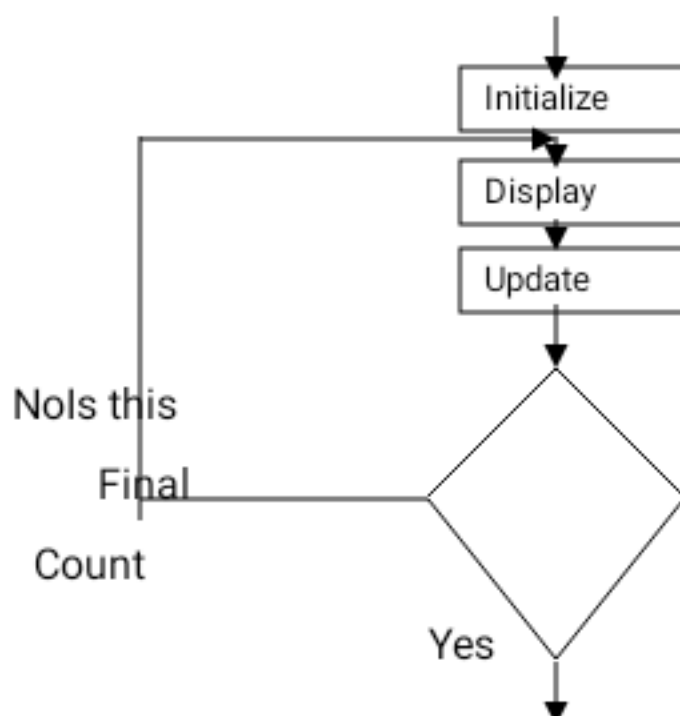 Initialize
Display
Update
NoIs this
Final
Count
Yes